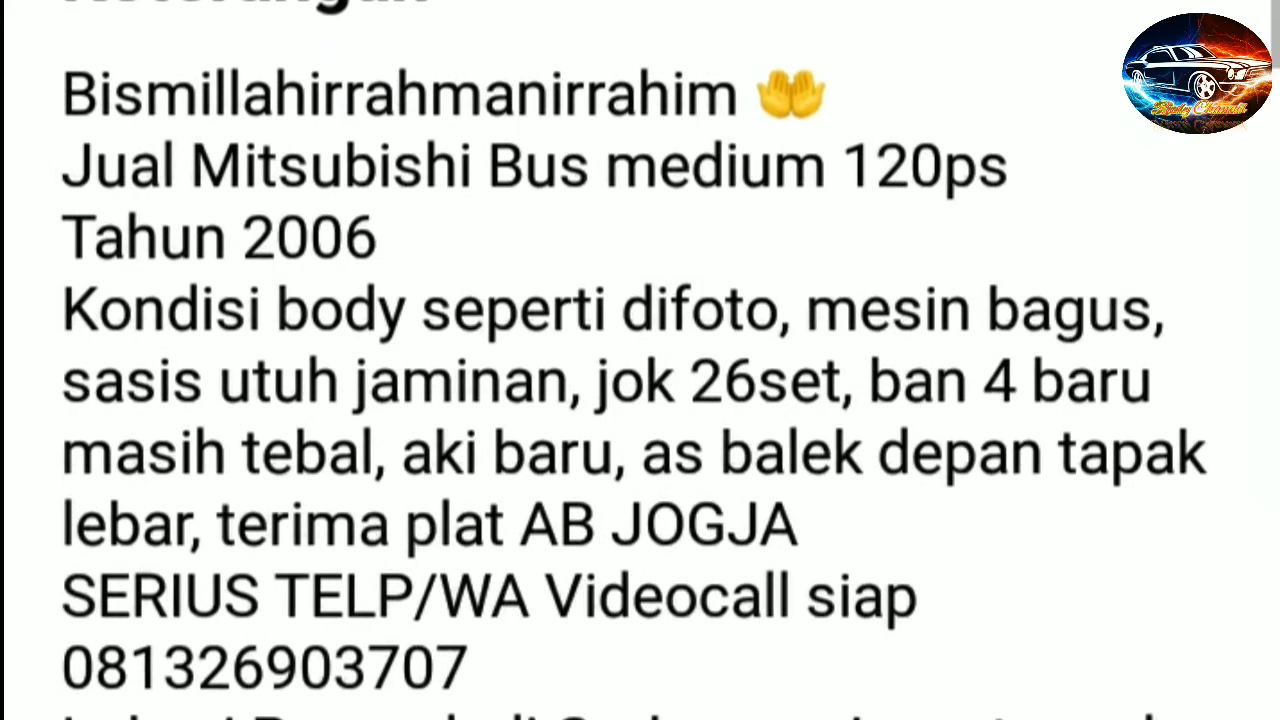 Keterangan
Bismillahirrahmanirrahim 🤲
Jual Mitsubishi Bus medium 120ps
Tahun 2006
Kondisi body seperti difoto, mesin bagus,
sasis utuh jaminan, jok 26set, ban 4 baru
masih tebal, aki baru, as balek depan tapak
lebar, terima plat AB JOGJA
SERIUS TELP/WA Videocall siap
081326903707